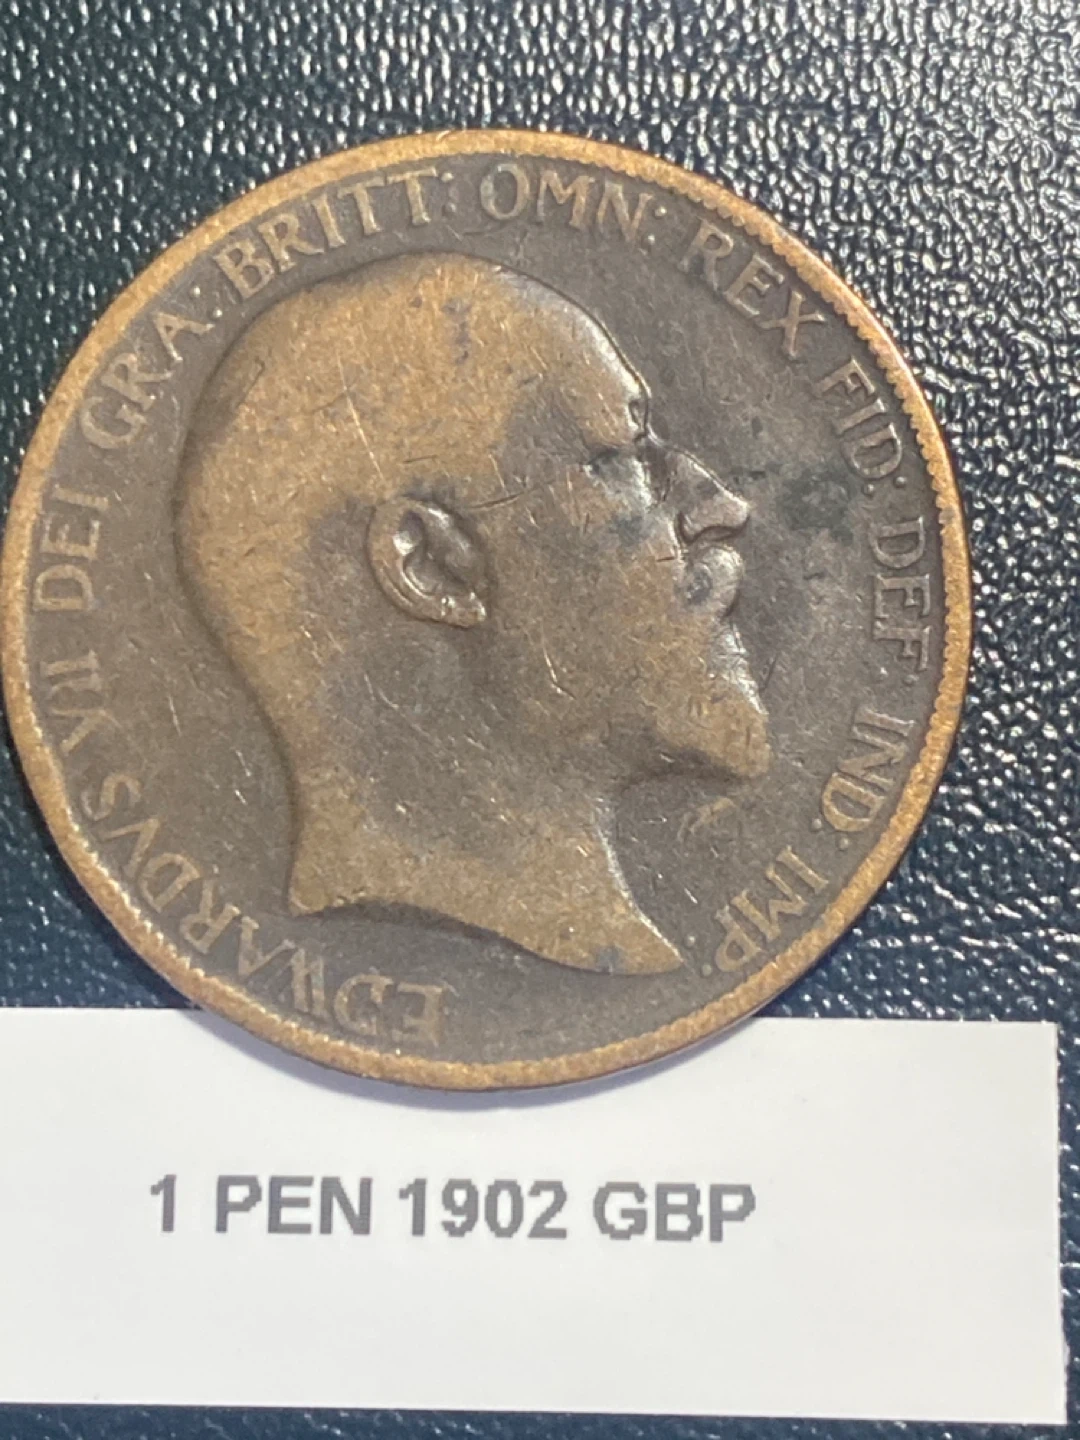 EDWARDVS VII DEI GRA: BRITT: OMN: REX FID: DEF: IND: IMP:
1 PEN 1902 GBP